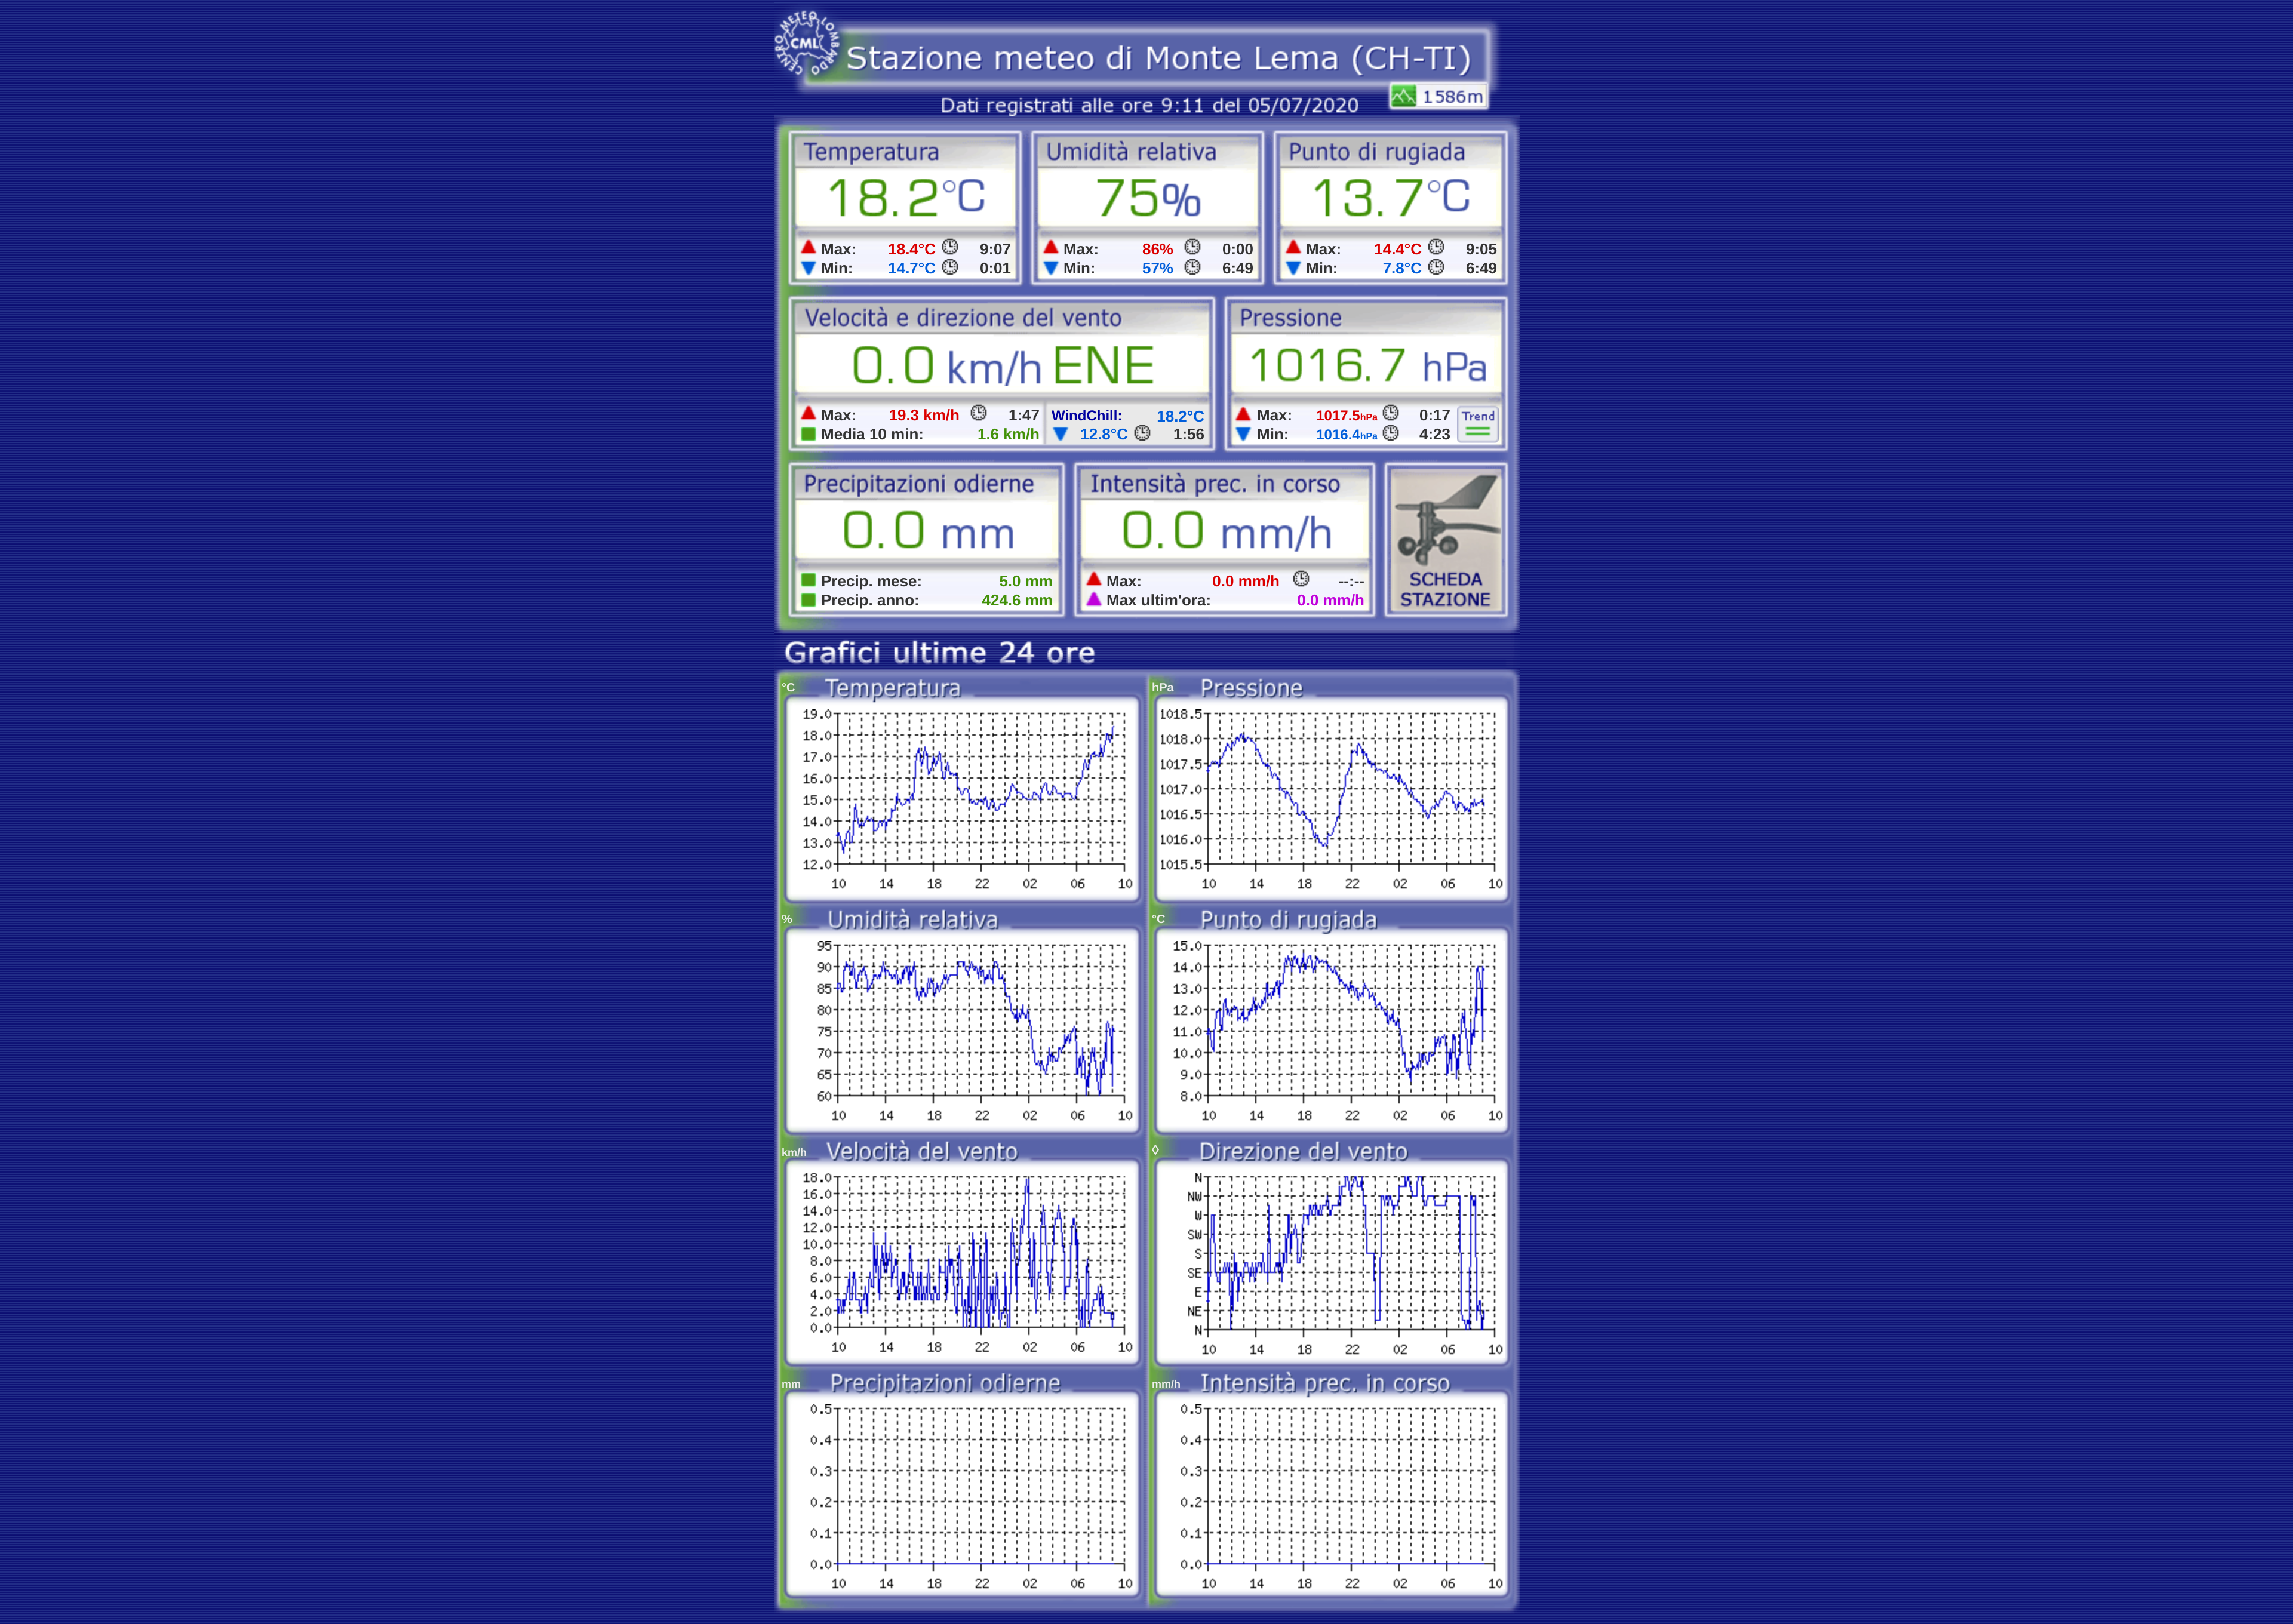 CENTRO METEO LOMBARDO
CML
Stazione meteo di Monte Lema (CH-TI)
1586m
Dati registrati alle ore 9:11 del 05/07/2020
Temperatura
18.2°C
Max: 18.4°C 9:07
Min: 14.7°C 0:01
Umidità relativa
75%
Max: 86% 0:00
Min: 57% 6:49
Punto di rugiada
13.7°C
Max: 14.4°C 9:05
Min: 7.8°C 6:49
Velocità e direzione del vento
0.0 km/h ENE
Max: 19.3 km/h 1:47
Media 10 min: 1.6 km/h
WindChill: 18.2°C
12.8°C 1:56
Pressione
1016.7 hPa
Max: 1017.5hPa 0:17
Min: 1016.4hPa 4:23
Trend
Precipitazioni odierne
0.0 mm
Precip. mese: 5.0 mm
Precip. anno: 424.6 mm
Intensità prec. in corso
0.0 mm/h
Max: 0.0 mm/h --:--
Max ultim'ora: 0.0 mm/h
SCHEDA
STAZIONE
Grafici ultime 24 ore
°C Temperatura
19.0
18.0
17.0
16.0
15.0
14.0
13.0
12.0
10 14 18 22 02 06 10
hPa Pressione
1018.5
1018.0
1017.5
1017.0
1016.5
1016.0
1015.5
10 14 18 22 02 06 10
% Umidità relativa
95
90
85
80
75
70
65
60
10 14 18 22 02 06 10
°C Punto di rugiada
15.0
14.0
13.0
12.0
11.0
10.0
9.0
8.0
10 14 18 22 02 06 10
km/h Velocità del vento
18.0
16.0
14.0
12.0
10.0
8.0
6.0
4.0
2.0
0.0
10 14 18 22 02 06 10
◊ Direzione del vento
N
NW
W
SW
S
SE
E
NE
N
10 14 18 22 02 06 10
mm Precipitazioni odierne
0.5
0.4
0.3
0.2
0.1
0.0
10 14 18 22 02 06 10
mm/h Intensità prec. in corso
0.5
0.4
0.3
0.2
0.1
0.0
10 14 18 22 02 06 10